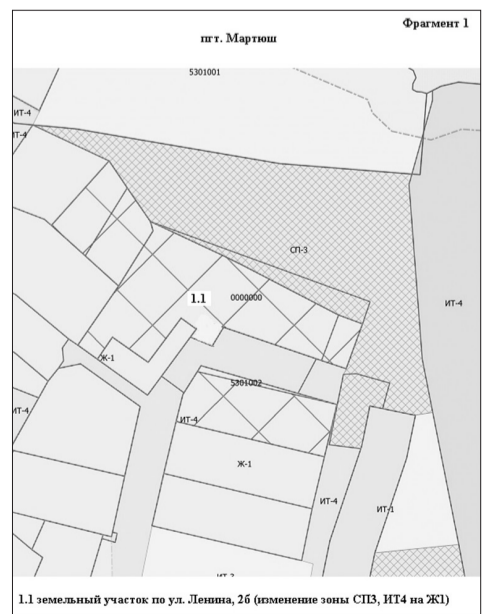 Фрагмент 1
пгт. Мартюш
5301001
ИТ-4
ИТ-4
СП-3
1.1
0000000
ИТ-4
Ж-1
5301002
ИТ-4
ИТ-4
Ж-1
ИТ-4
ИТ-1
1.1 земельный участок по ул. Ленина, 2б (изменение зоны СП3, ИТ4 на Ж1)